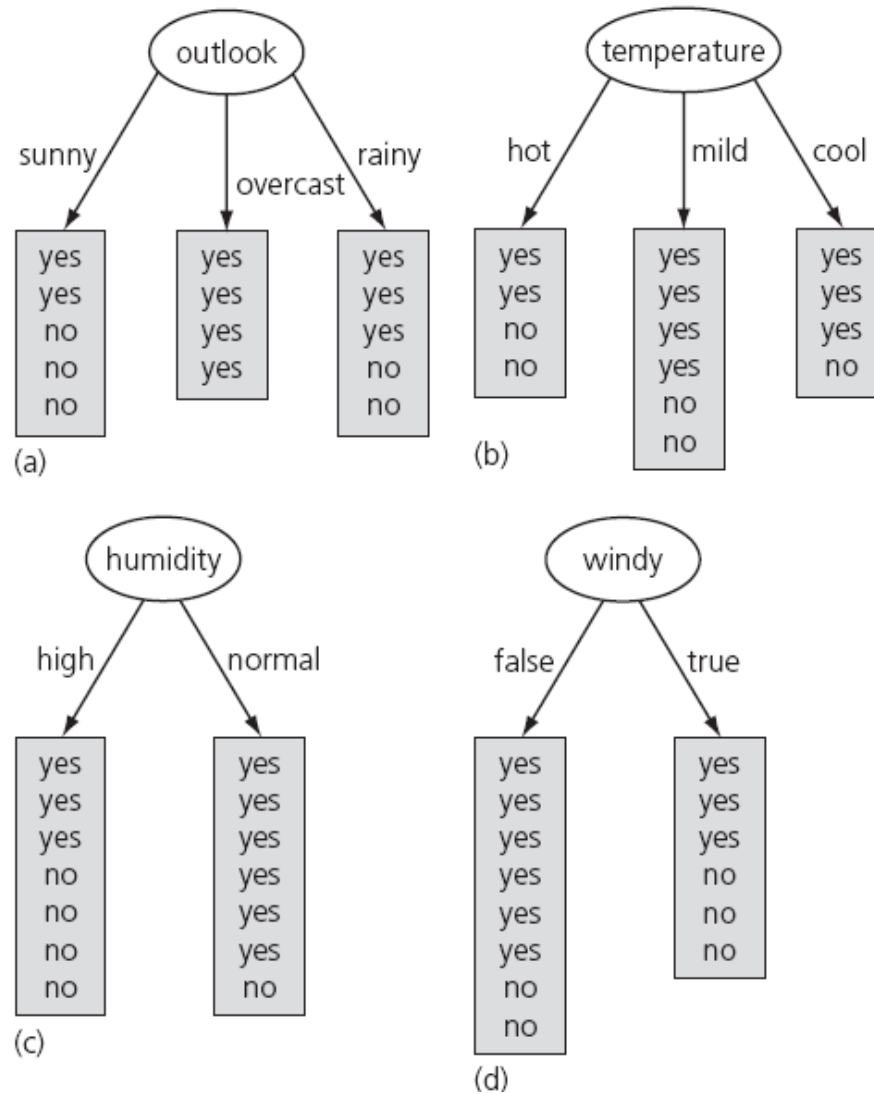 outlook
sunny
overcast
rainy
yes
yes
no
no
no
yes
yes
yes
yes
yes
yes
yes
no
no
(a)
temperature
hot
mild
cool
yes
yes
no
no
yes
yes
yes
yes
no
no
yes
yes
yes
no
(b)
humidity
high
normal
yes
yes
yes
no
no
no
no
yes
yes
yes
yes
yes
yes
no
(c)
windy
false
true
yes
yes
yes
yes
yes
yes
no
no
yes
yes
yes
no
no
no
(d)